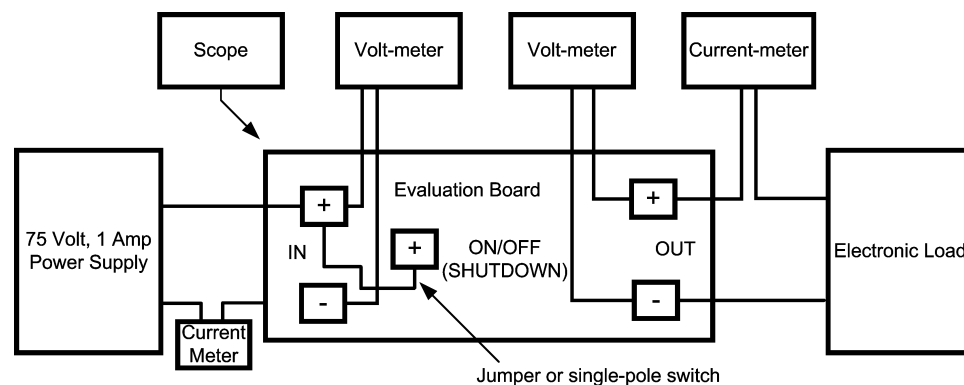 Scope
Volt-meter
Volt-meter
Current-meter
Evaluation Board
+
+
75 Volt, 1 Amp
Power Supply
IN
+
ON/OFF
(SHUTDOWN)
OUT
Electronic Load
-
-
Current
Meter
Jumper or single-pole switch